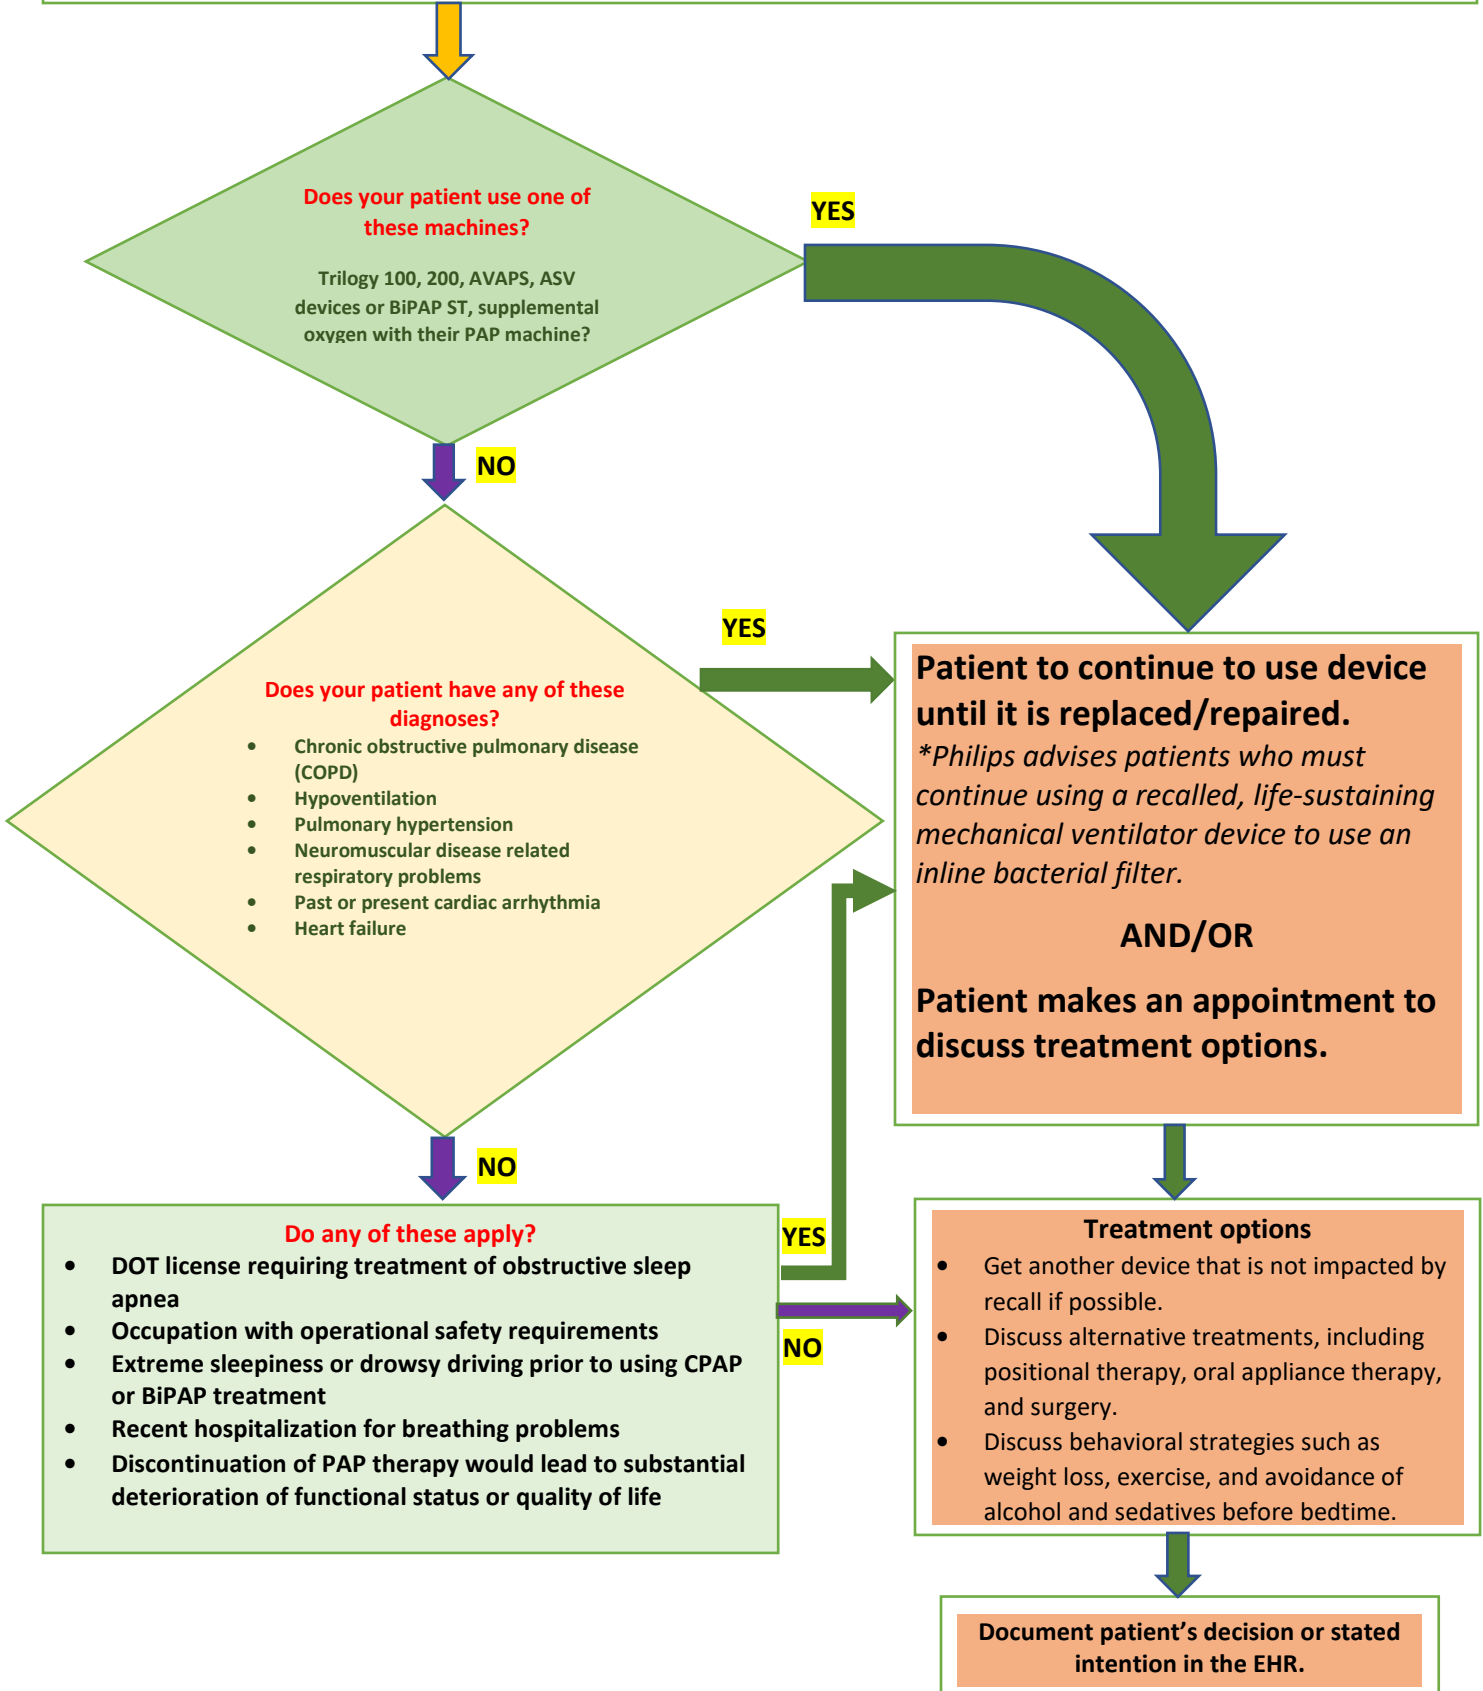 Does your patient use one of
these machines?
Trilogy 100, 200, AVAPS, ASV
devices or BiPAP ST, supplemental
oxygen with their PAP machine?
YES
NO
Does your patient have any of these
diagnoses?
• Chronic obstructive pulmonary disease
(COPD)
• Hypoventilation
• Pulmonary hypertension
• Neuromuscular disease related
respiratory problems
• Past or present cardiac arrhythmia
• Heart failure
YES
Patient to continue to use device
until it is replaced/repaired.
*Philips advises patients who must
continue using a recalled, life-sustaining
mechanical ventilator device to use an
inline bacterial filter.
AND/OR
Patient makes an appointment to
discuss treatment options.
NO
Do any of these apply?
• DOT license requiring treatment of obstructive sleep
apnea
• Occupation with operational safety requirements
• Extreme sleepiness or drowsy driving prior to using CPAP
or BiPAP treatment
• Recent hospitalization for breathing problems
• Discontinuation of PAP therapy would lead to substantial
deterioration of functional status or quality of life
YES
NO
Treatment options
• Get another device that is not impacted by
recall if possible.
• Discuss alternative treatments, including
positional therapy, oral appliance therapy,
and surgery.
• Discuss behavioral strategies such as
weight loss, exercise, and avoidance of
alcohol and sedatives before bedtime.
Document patient’s decision or stated
intention in the EHR.